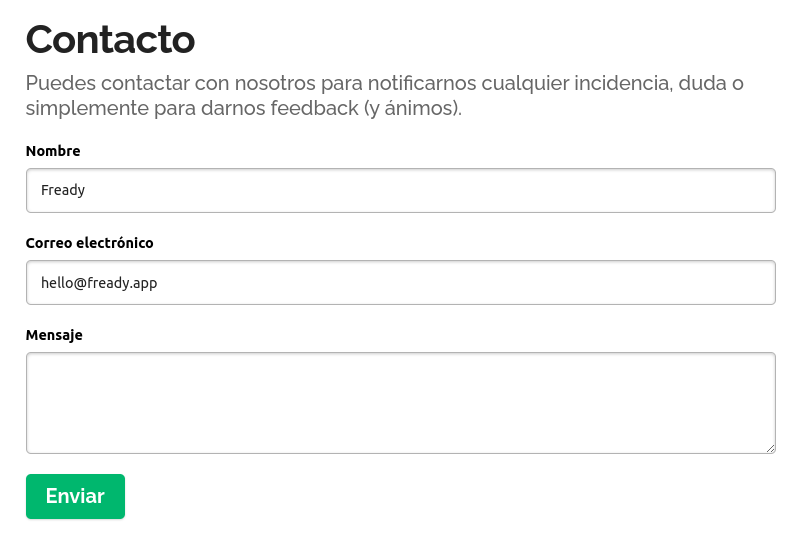 Contacto
Puedes contactar con nosotros para notificarnos cualquier incidencia, duda o
simplemente para darnos feedback (y ánimos).
Nombre
Fready
Correo electrónico
hello@fready.app
Mensaje
Enviar